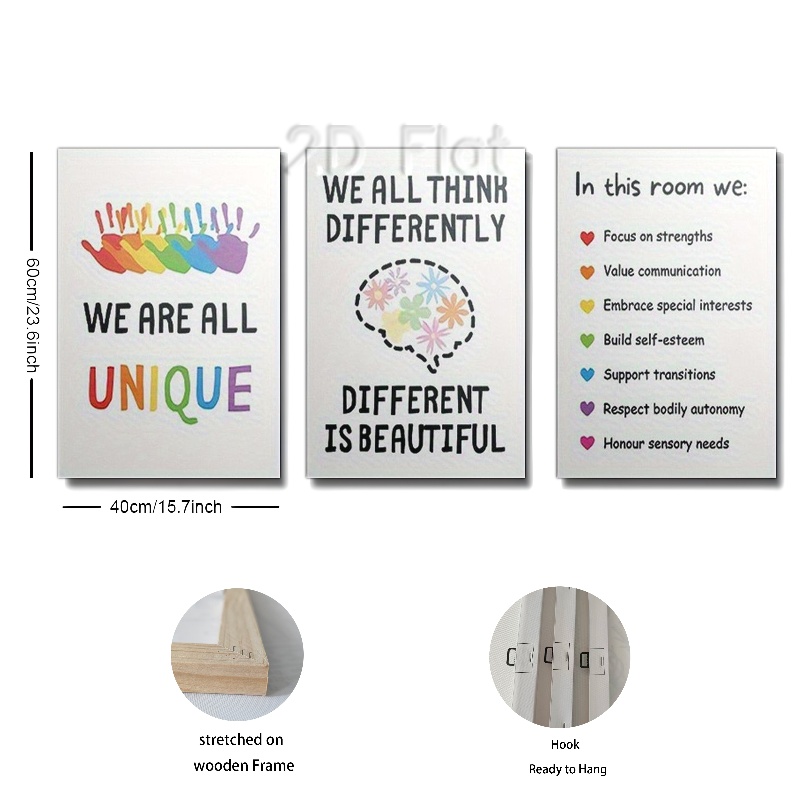 2D Flat
60cm/23.6inch
WE ARE ALL
UNIQUE
40cm/15.7inch
WE ALL THINK
DIFFERENTLY
DIFFERENT
IS BEAUTIFUL
In this room we:
Focus on strengths
Value communication
Embrace special interests
Build self-esteem
Support transitions
Respect bodily autonomy
Honour sensory needs
stretched on
wooden Frame
Hook
Ready to Hang